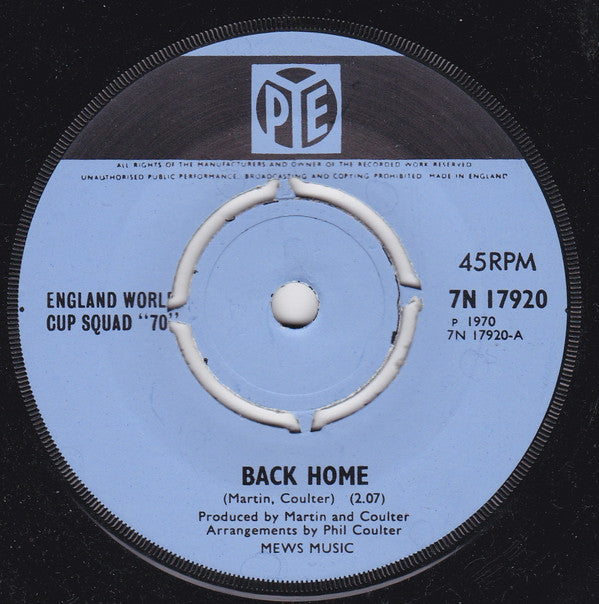 PYE
ALL RIGHTS OF THE MANUFACTURERS AND OWNER OF THE RECORDED WORK RESERVED
UNAUTHORISED PUBLIC PERFORMANCE, BROADCASTING AND COPYING PROHIBITED. MADE IN ENGLAND
45RPM
ENGLAND WORL
CUP SQUAD "70"
7N 17920
P 1970
7N 17920-A
BACK HOME
(Martin, Coulter) (2.07)
Produced by Martin and Coulter
Arrangements by Phil Coulter
MEWS MUSIC